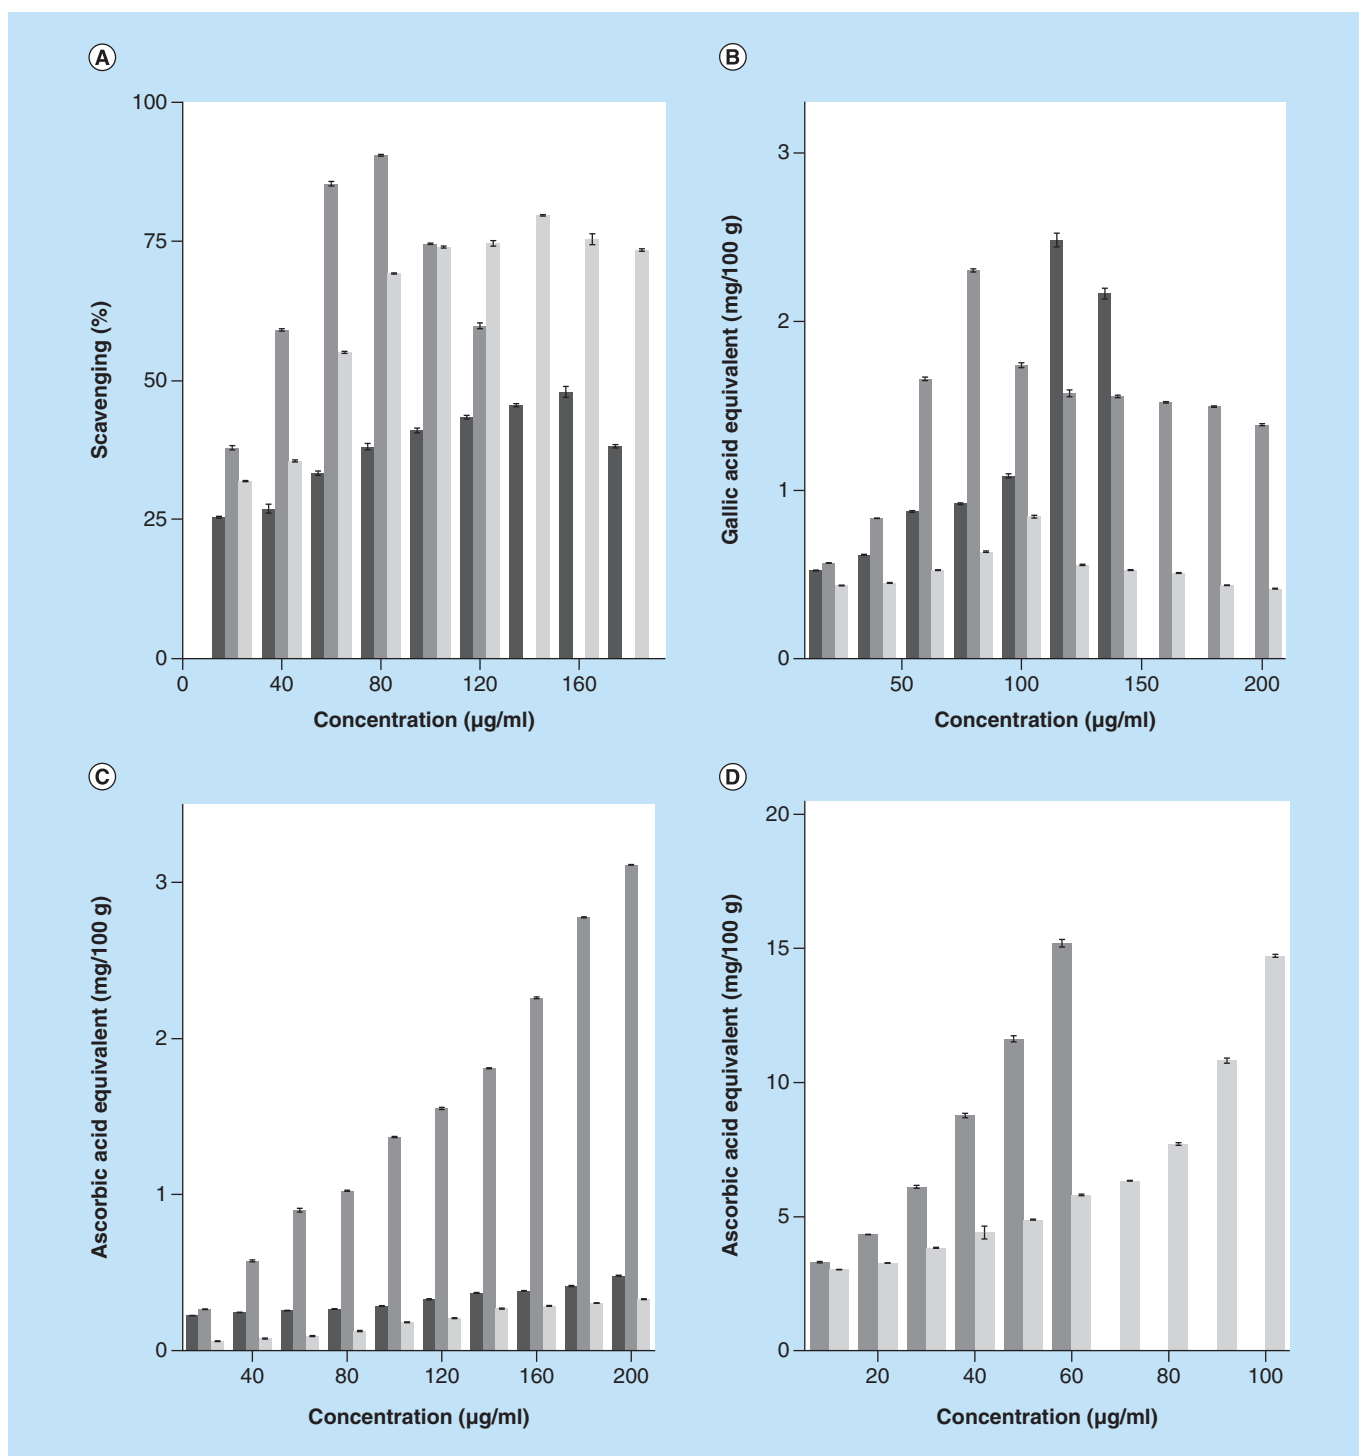 A
100
75
50
25
0
Scavenging (%)
0 40 80 120 160
Concentration (µg/ml)
B
3
2
1
0
Gallic acid equivalent (mg/100 g)
50 100 150 200
Concentration (µg/ml)
C
3
2
1
0
Ascorbic acid equivalent (mg/100 g)
40 80 120 160 200
Concentration (µg/ml)
D
20
15
10
5
0
Ascorbic acid equivalent (mg/100 g)
20 40 60 80 100
Concentration (µg/ml)